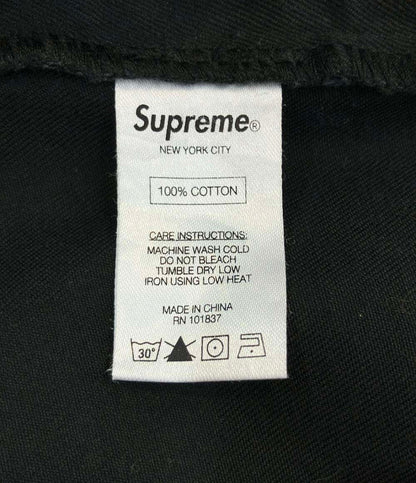 Supreme®
NEW YORK CITY
100% COTTON
CARE INSTRUCTIONS:
MACHINE WASH COLD
DO NOT BLEACH
TUMBLE DRY LOW
IRON USING LOW HEAT
MADE IN CHINA
RN 101837
30°